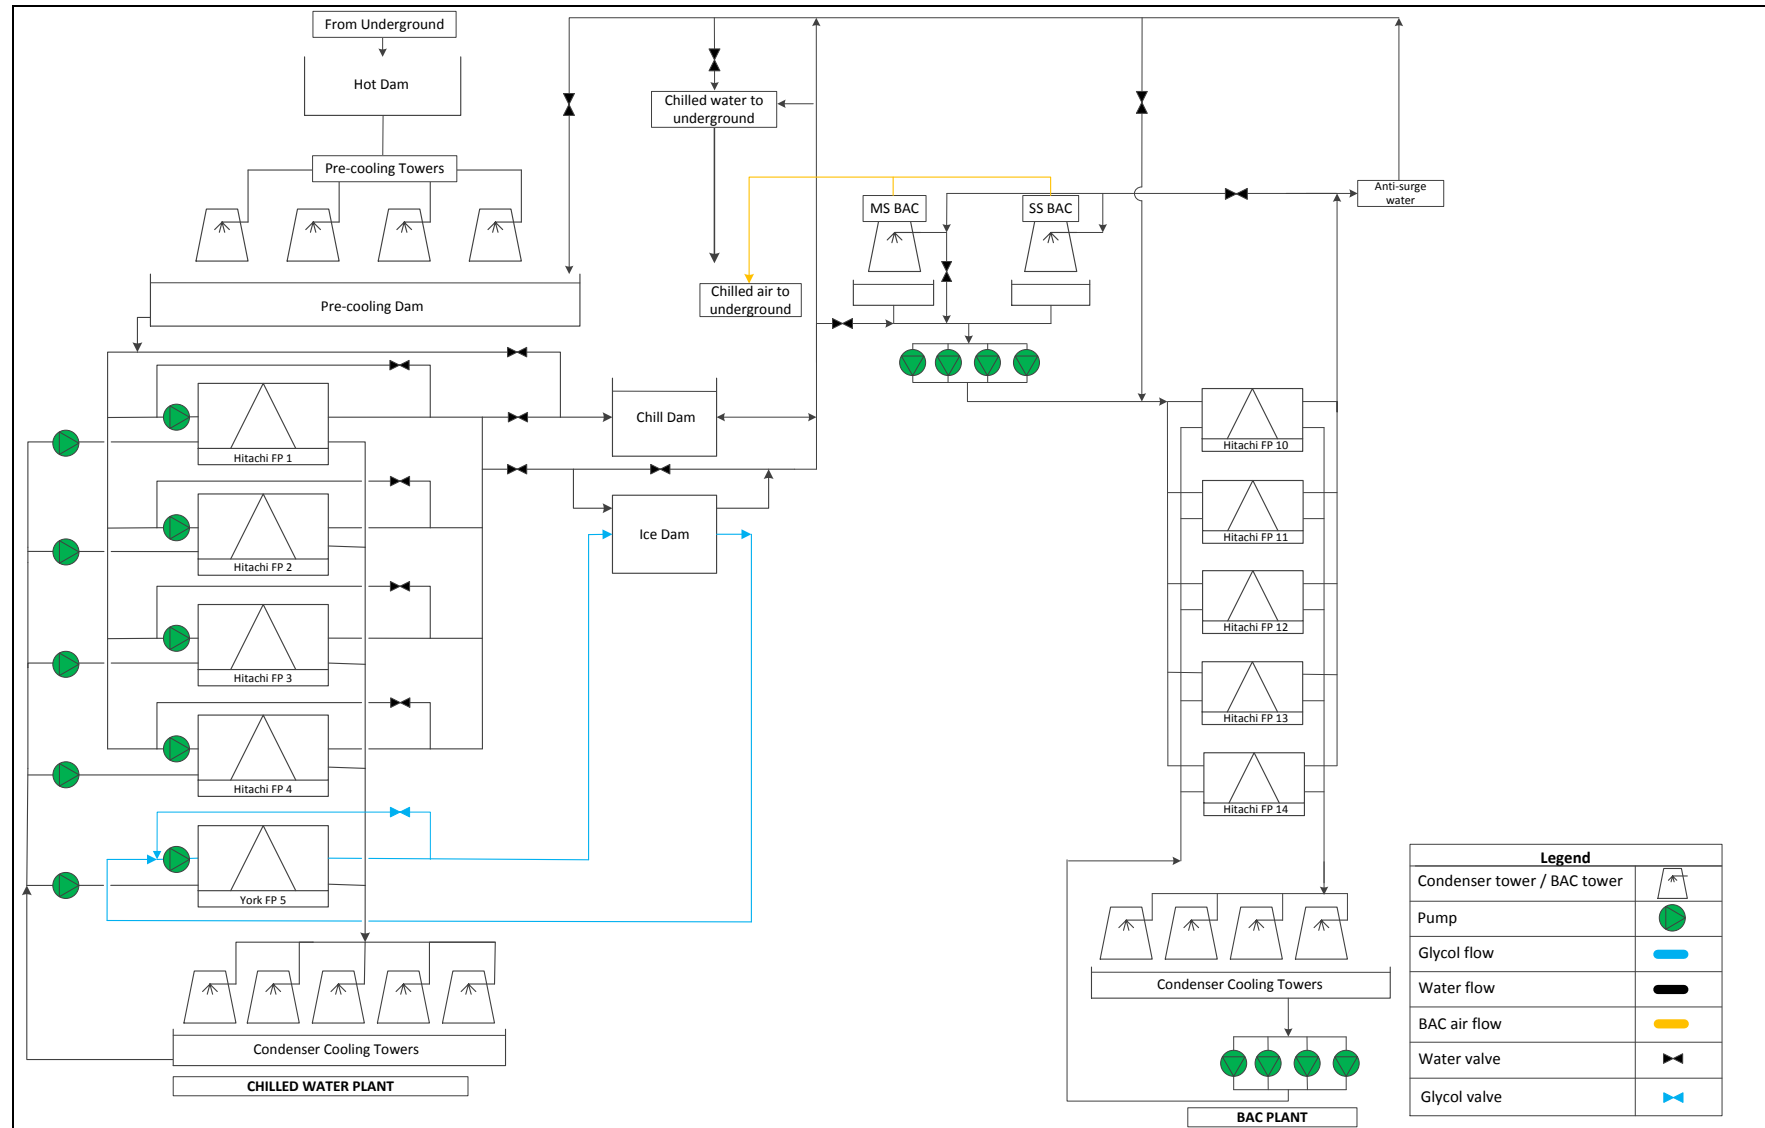 From Underground
Hot Dam
Pre-cooling Towers
Pre-cooling Dam
Chilled water to
underground
Chilled air to
underground
MS BAC
SS BAC
Anti-surge
water
Chill Dam
Ice Dam
Hitachi FP 1
Hitachi FP 2
Hitachi FP 3
Hitachi FP 4
York FP 5
Condenser Cooling Towers
CHILLED WATER PLANT
Hitachi FP 10
Hitachi FP 11
Hitachi FP 12
Hitachi FP 13
Hitachi FP 14
Condenser Cooling Towers
BAC PLANT
Legend
Condenser tower / BAC tower
Pump
Glycol flow
Water flow
BAC air flow
Water valve
Glycol valve